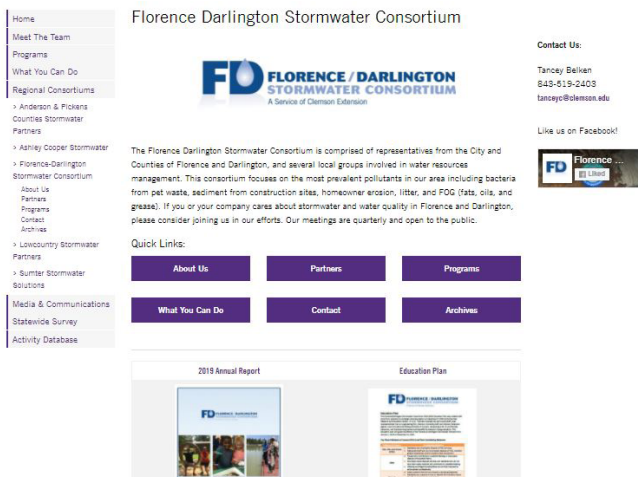 Home
Meet The Team
Programs
What You Can Do
Regional Consortiums
> Anderson & Pickens
Counties Stormwater
Partners
> Ashley Cooper Stormwater
> Florence-Darlington
Stormwater Consortium
About Us
Partners
Programs
Contact
Archives
> Lowcountry Stormwater
Partners
> Sumter Stormwater
Solutions
Media & Communications
Statewide Survey
Activity Database
Florence Darlington Stormwater Consortium
FD FLORENCE / DARLINGTON
STORMWATER CONSORTIUM
A Service of Clemson Extension
The Florence Darlington Stormwater Consortium is comprised of representatives from the City and
Counties of Florence and Darlington, and several local groups involved in water resources
management. This consortium focuses on the most prevalent pollutants in our area including bacteria
from pet waste, sediment from construction sites, homeowner erosion, litter, and FOG (fats, oils, and
grease). If you or your company cares about stormwater and water quality in Florence and Darlington,
please consider joining us in our efforts. Our meetings are quarterly and open to the public.
Quick Links:
About Us
Partners
Programs
What You Can Do
Contact
Archives
2019 Annual Report
Education Plan
FD FLORENCE / DARLINGTON
FD FLORENCE / DARLINGTON
Contact Us:
Tancey Belken
843-519-2403
tanceyc@clemson.edu
Like us on Facebook!
FD
Florence ...
Liked